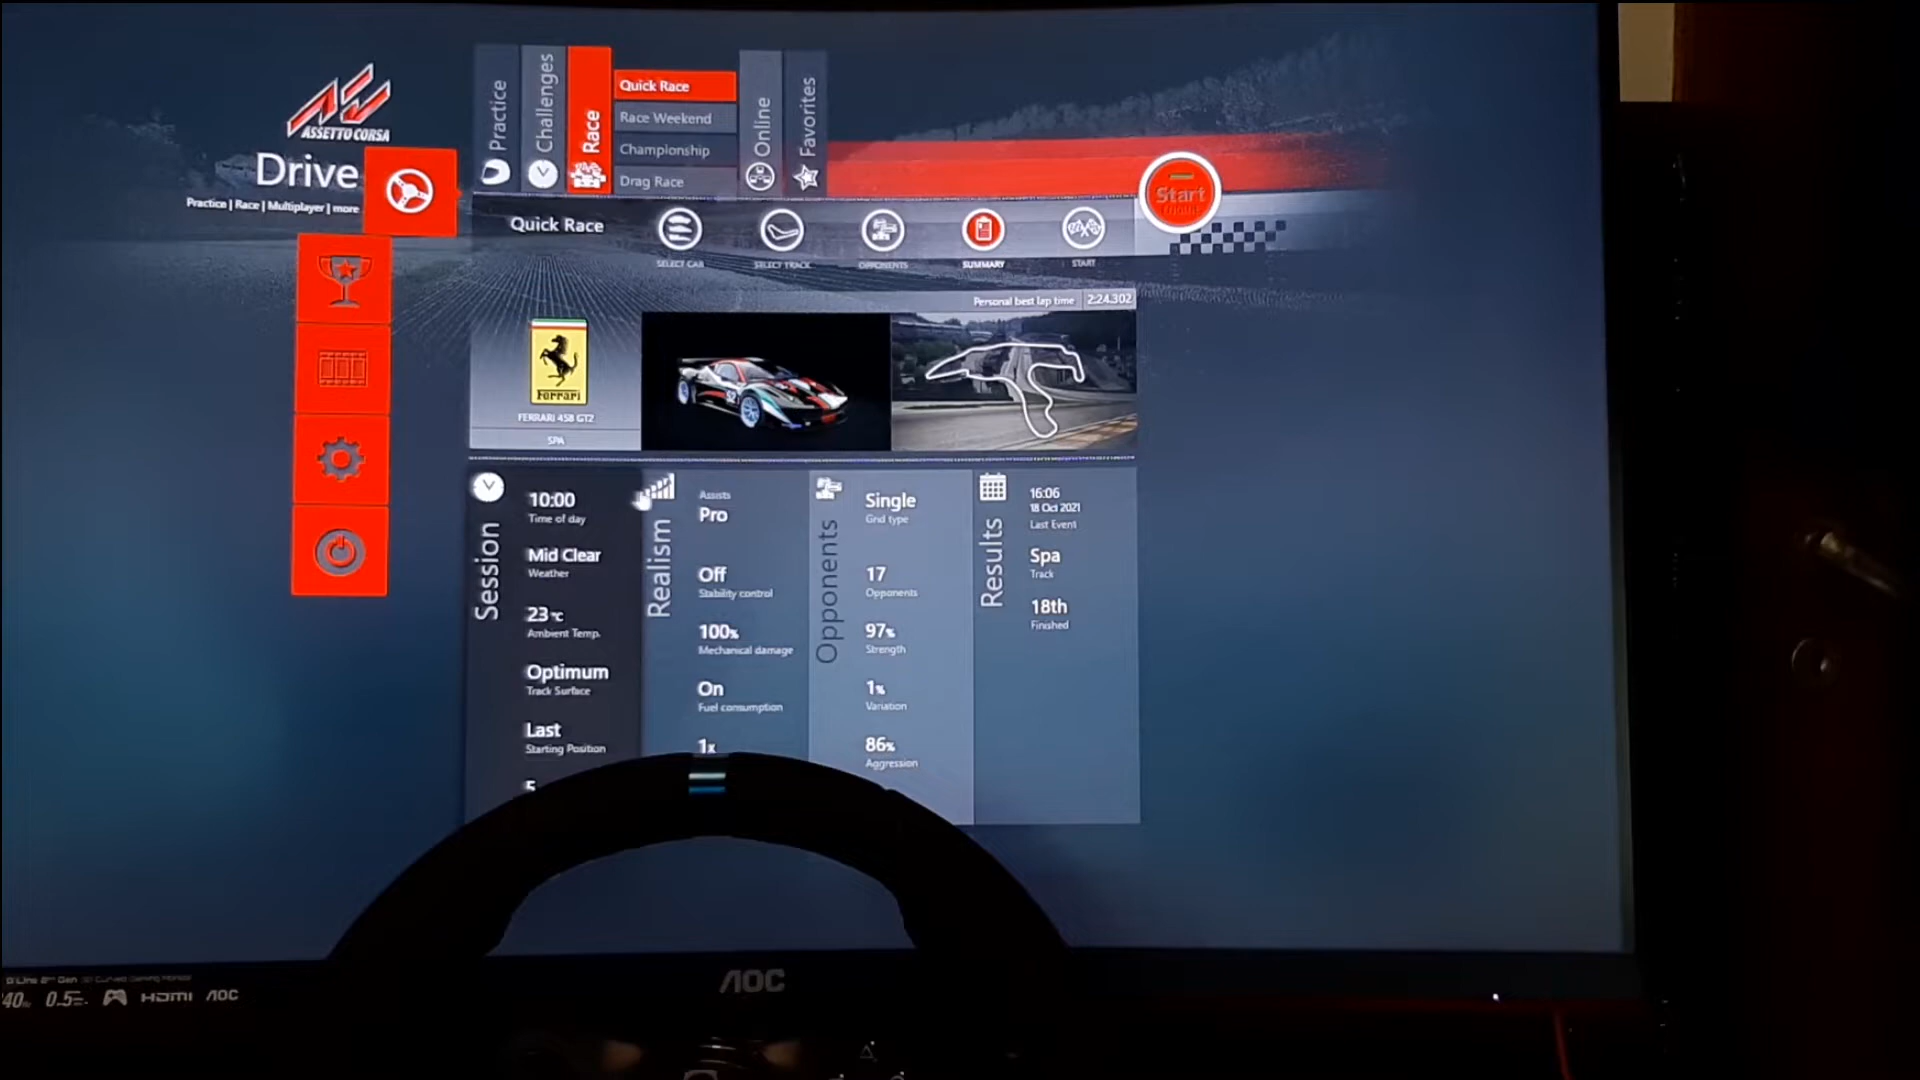 ASSETTO CORSA
Drive
Practice | Race | Multiplayer | more
Practice
Challenges
Race
Quick Race
Race Weekend
Championship
Drag Race
Online
Favorites
Start
Quick Race
SELECT CAR
SELECT TRACK
OPPONENTS
SUMMARY
START
Personal best lap time 2:24.302
Ferrari
FERRARI 458 GT2
SPA
52
Session
10:00
Time of day
Mid Clear
Weather
23°C
Ambient Temp.
Optimum
Track Surface
Last
Starting Position
5
Realism
Assists
Pro
Off
Stability control
100%
Mechanical damage
On
Fuel consumption
1x
Opponents
Single
Grid type
17
Opponents
97%
Strength
1%
Variation
86%
Aggression
Results
16:06
18 Oct 2021
Last Event
Spa
Track
18th
Finished
AOC
HDMI AOC